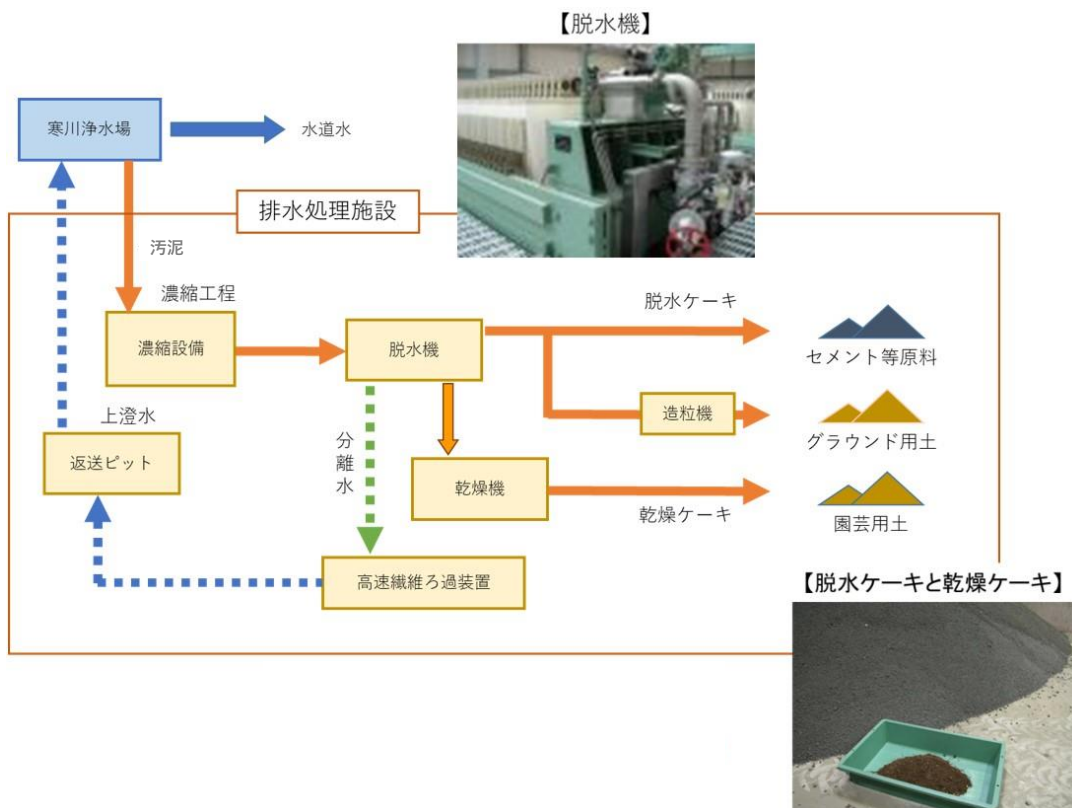 【脱水機】
寒川浄水場
水道水
排水処理施設
汚泥
濃縮工程
濃縮設備
脱水機
脱水ケーキ
セメント等原料
造粒機
グラウンド用土
上澄水
返送ピット
分離水
乾燥機
乾燥ケーキ
園芸用土
高速繊維ろ過装置
【脱水ケーキと乾燥ケーキ】